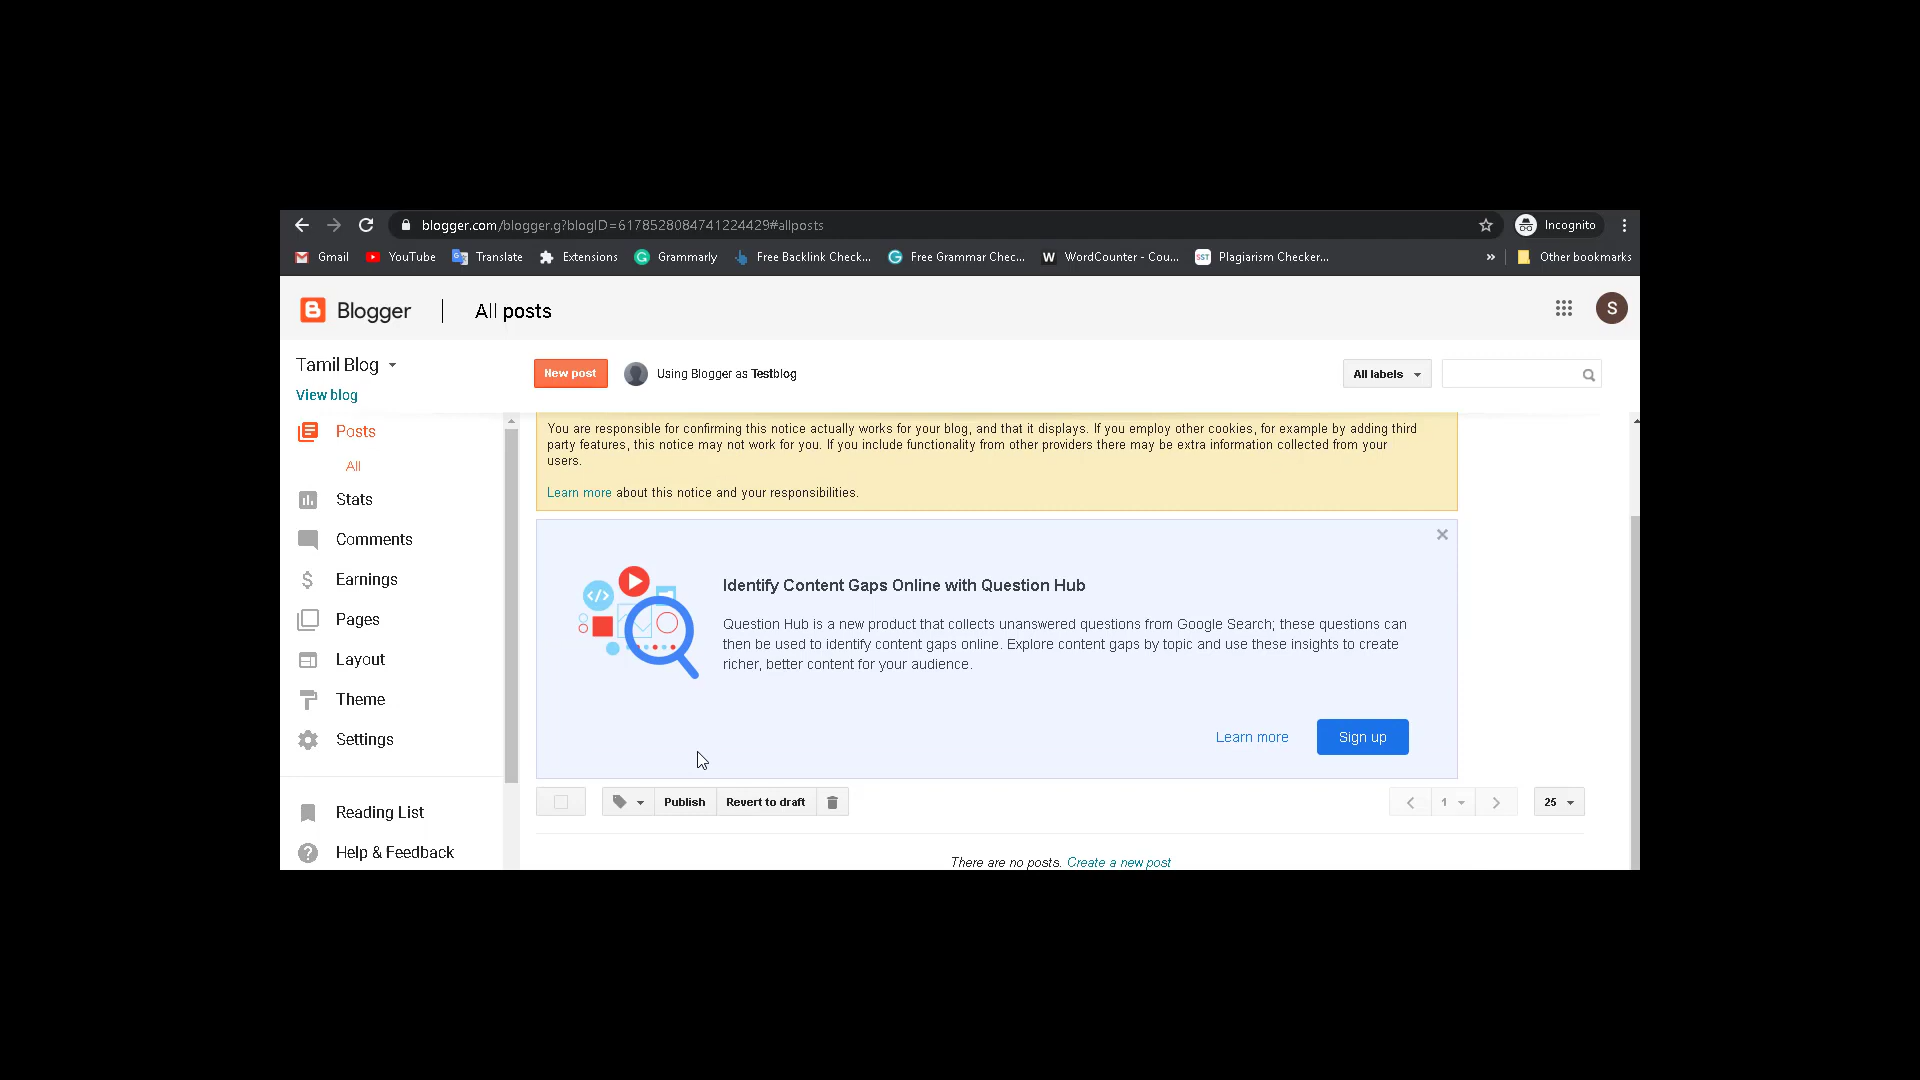 blogger.com/blogger.g?blogID=6178528084741224429#allposts
Incognito
Gmail YouTube Translate Extensions Grammarly Free Backlink Check... Free Grammar Chec... W WordCounter - Cou... SST Plagiarism Checker... » Other bookmarks
Blogger All posts S
Tamil Blog
View blog
New post Using Blogger as Testblog All labels
Posts
All
Stats
Comments
Earnings
Pages
Layout
Theme
Settings
Reading List
Help & Feedback
You are responsible for confirming this notice actually works for your blog, and that it displays. If you employ other cookies, for example by adding third
party features, this notice may not work for you. If you include functionality from other providers there may be extra information collected from your
users.
Learn more about this notice and your responsibilities.
Identify Content Gaps Online with Question Hub
Question Hub is a new product that collects unanswered questions from Google Search; these questions can
then be used to identify content gaps online. Explore content gaps by topic and use these insights to create
richer, better content for your audience.
Learn more Sign up
Publish Revert to draft 1 25
There are no posts. Create a new post